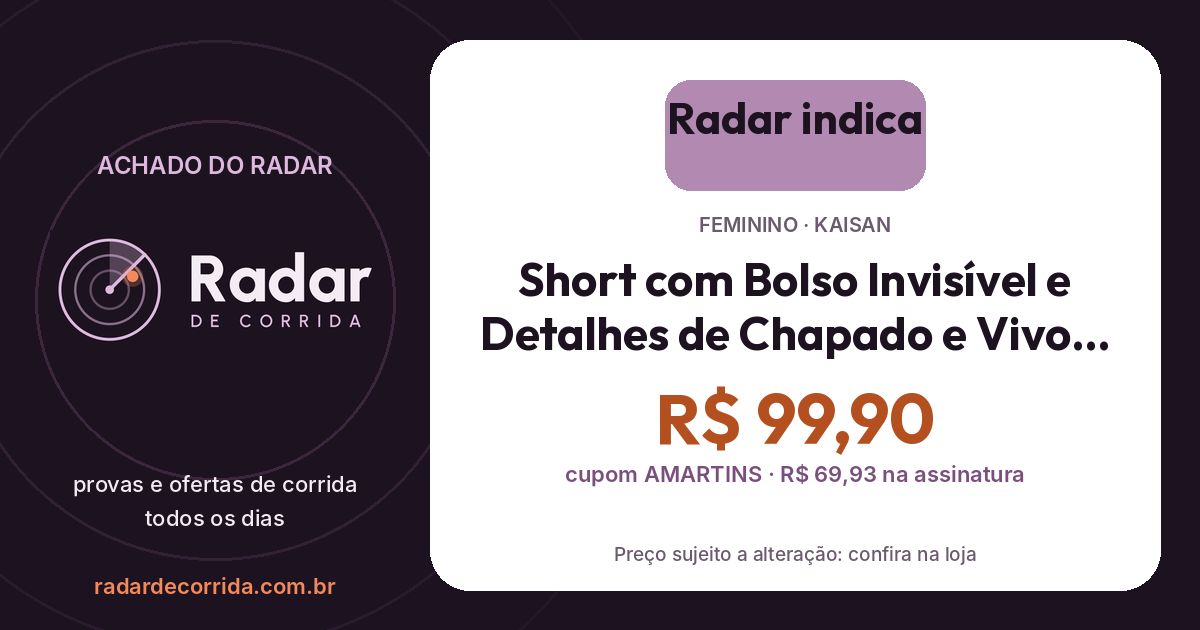 ACHADO DO RADAR
Radar
DE CORRIDA
provas e ofertas de corrida
todos os dias
radardecorrida.com.br
Radar indica
FEMININO · KAISAN
Short com Bolso Invisível e
Detalhes de Chapado e Vivo...
R$ 99,90
cupom AMARTINS · R$ 69,93 na assinatura
Preço sujeito a alteração: confira na loja